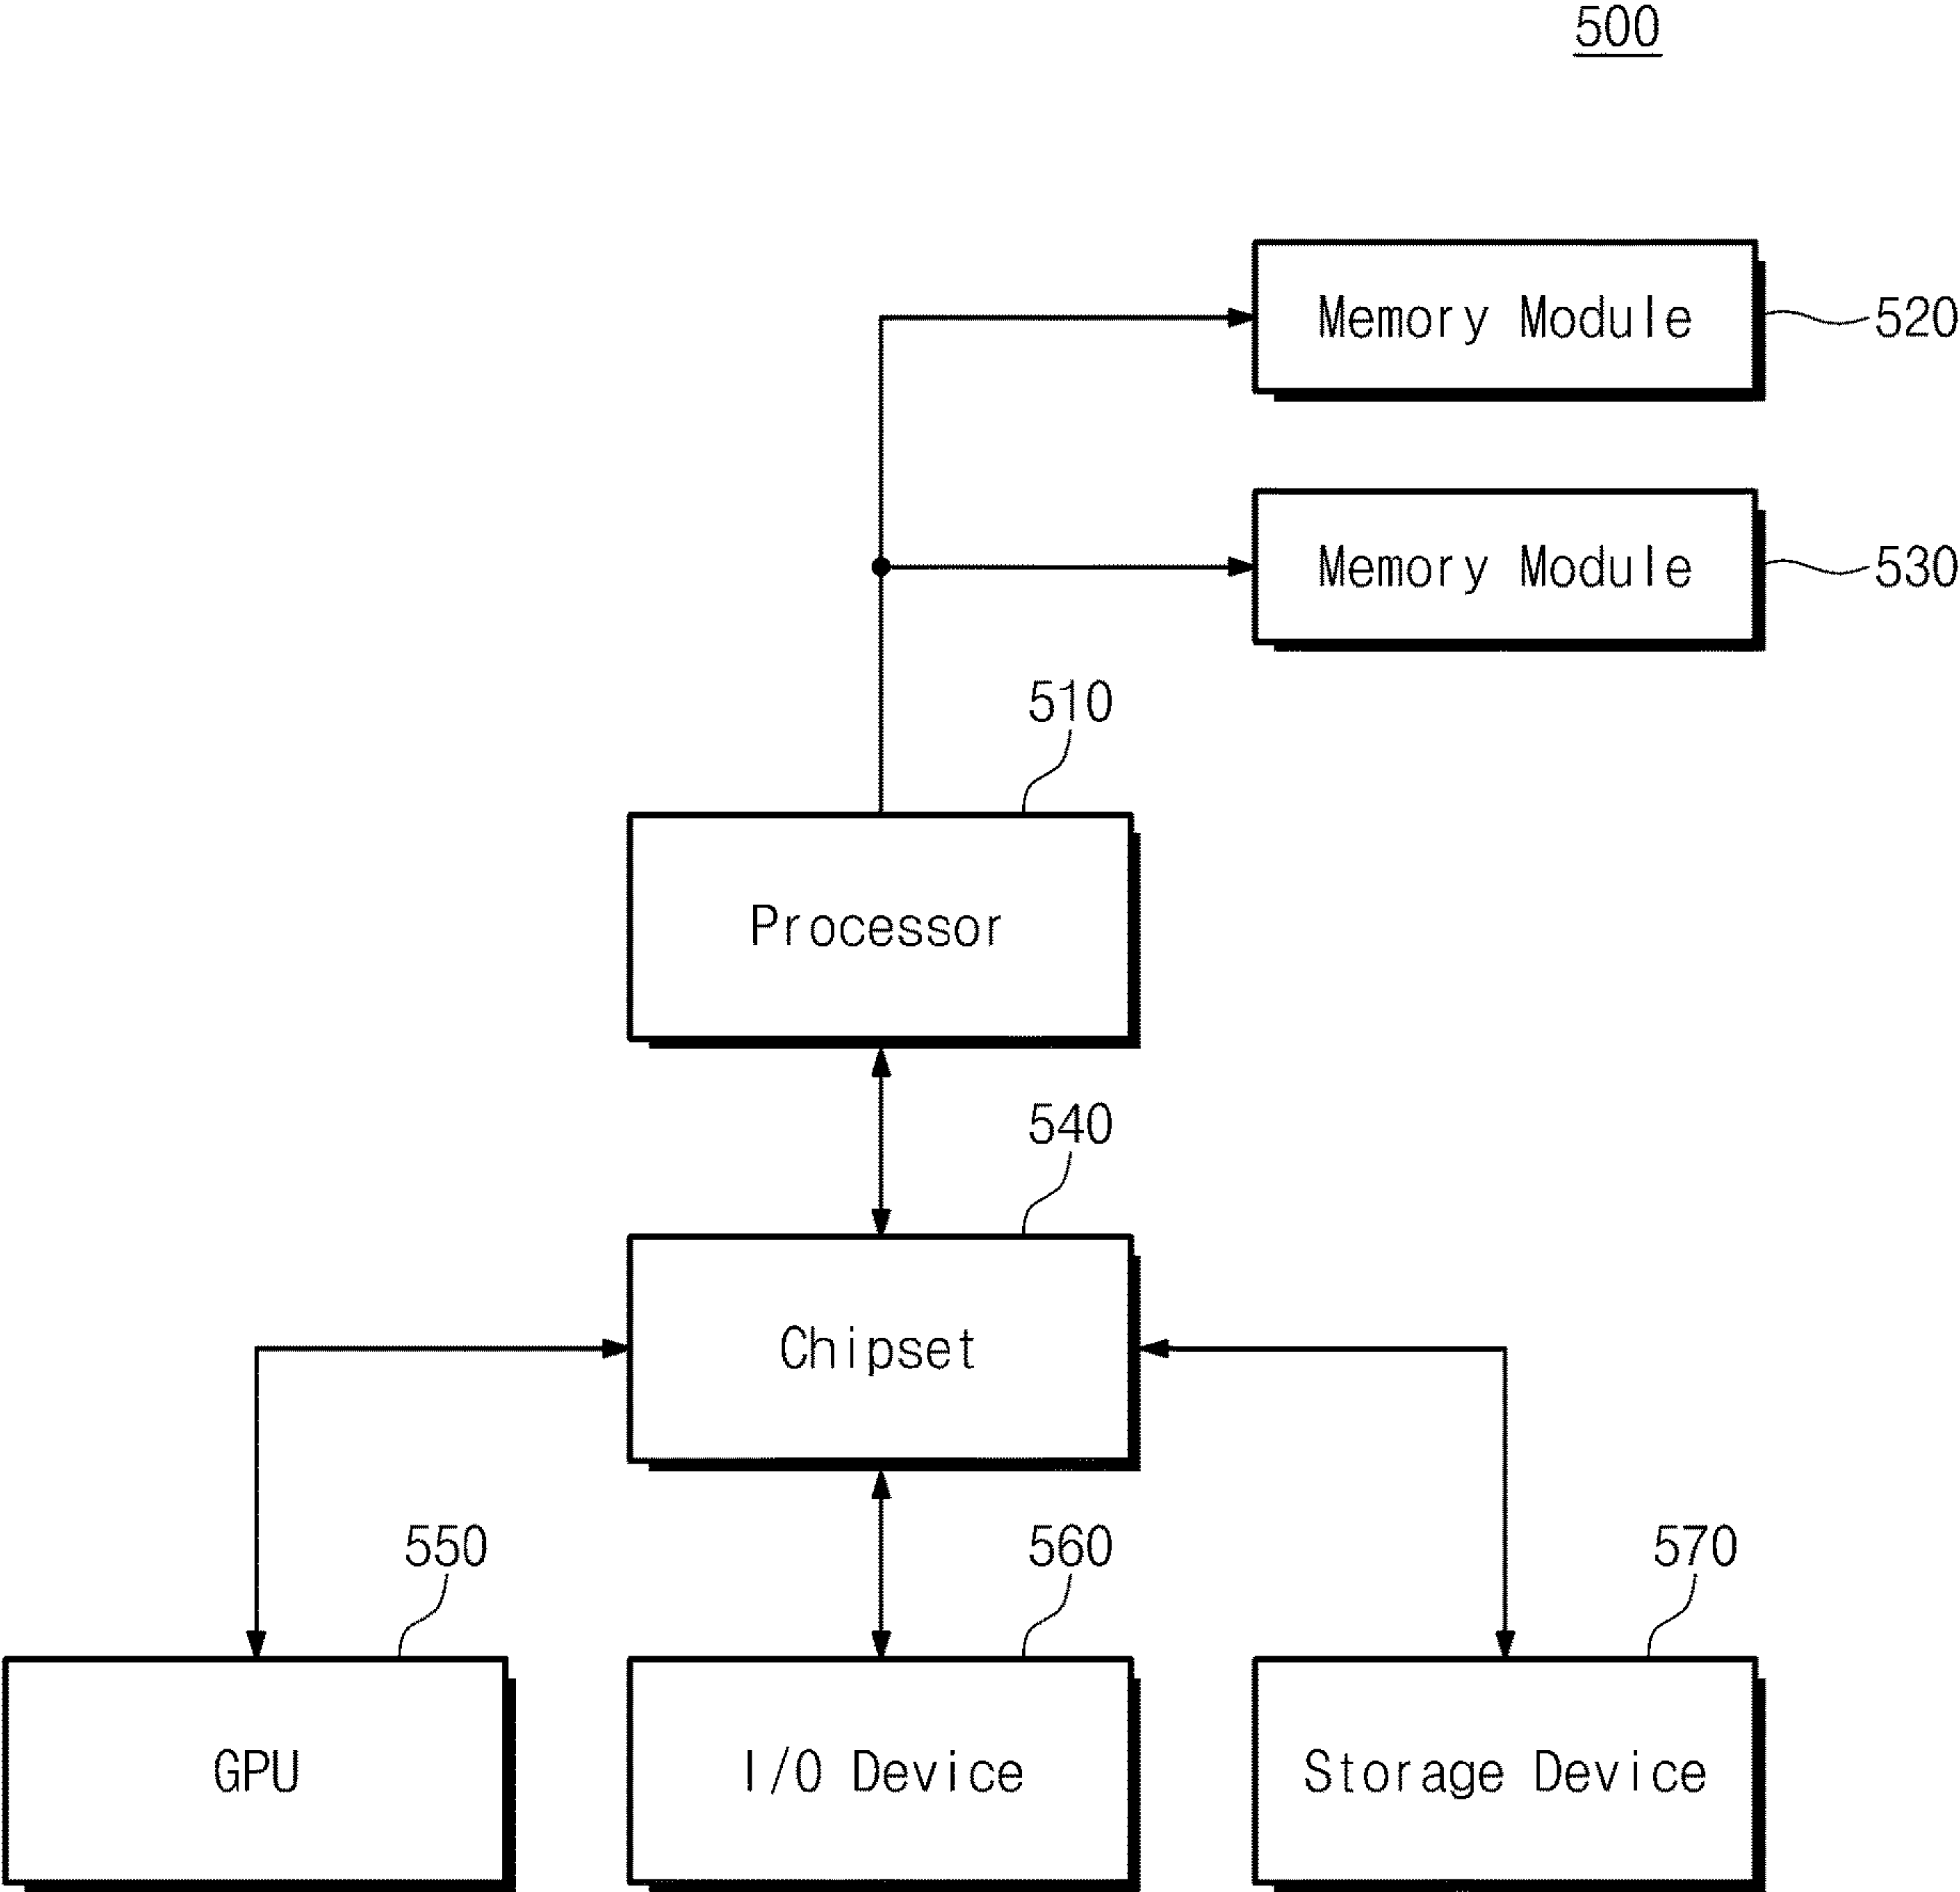 500
Memory Module
520
Memory Module
530
510
Processor
540
Chipset
550
560
570
GPU
I/O Device
Storage Device